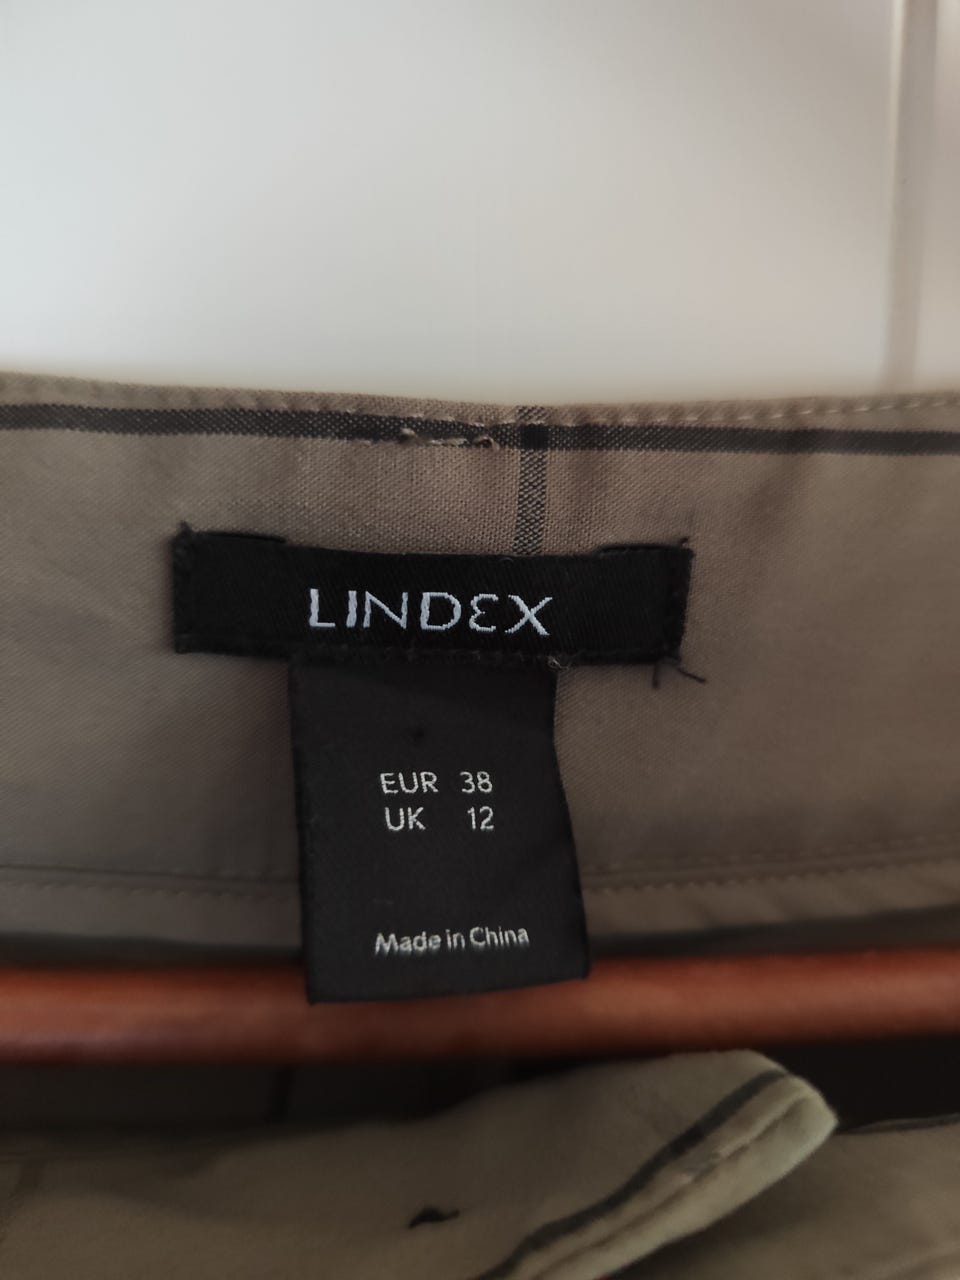 LINDEX
EUR 38
UK 12
Made in China